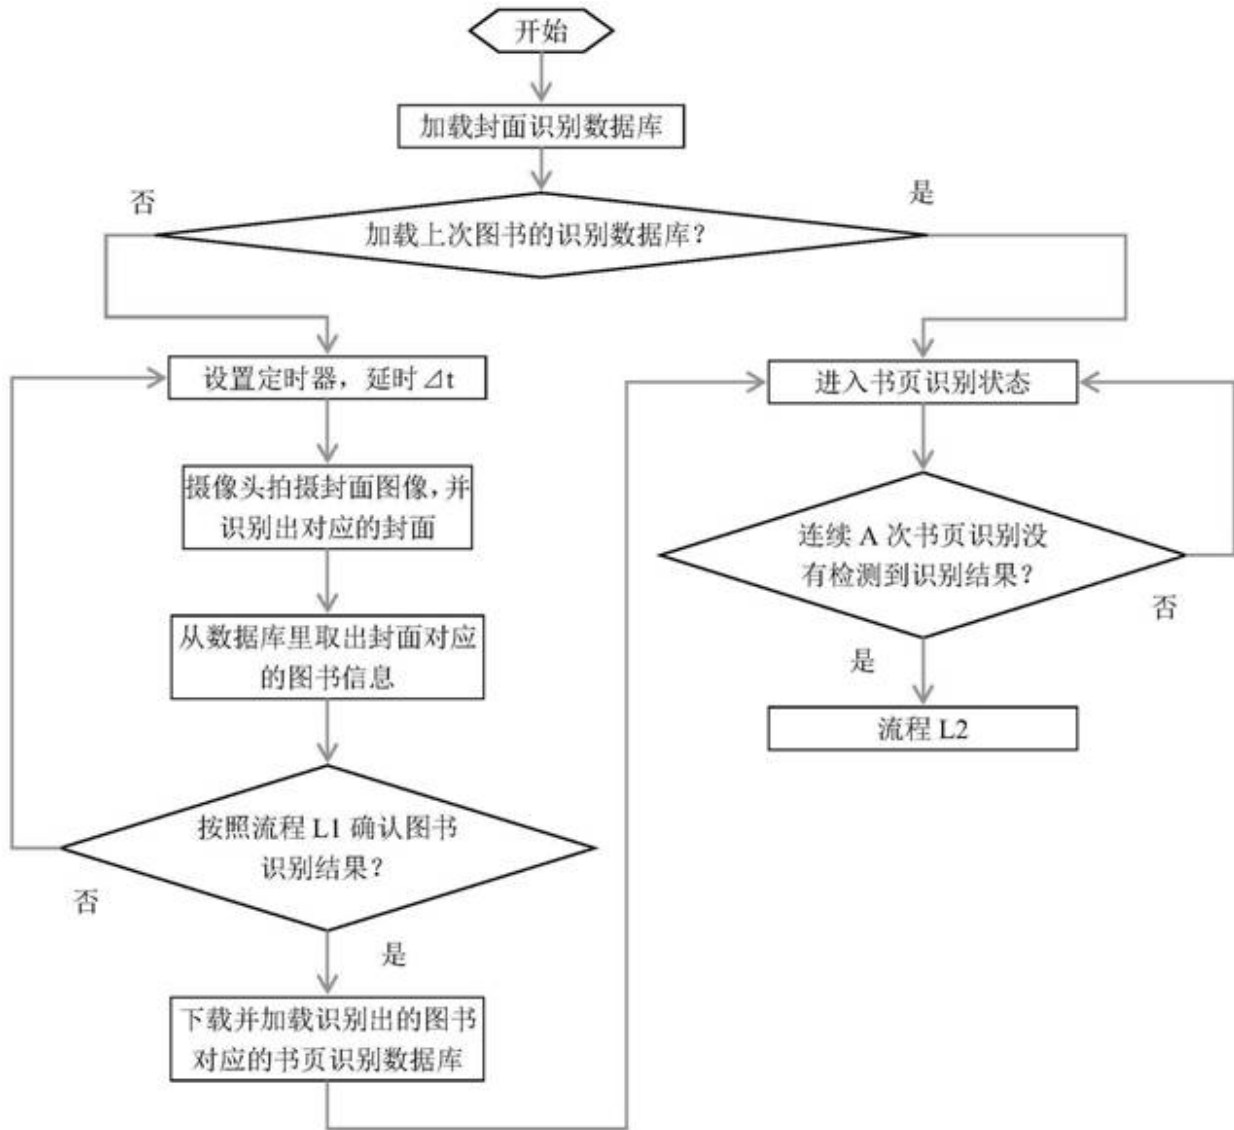 开始
加载封面识别数据库
否
是
加载上次图书的识别数据库？
设置定时器，延时⊿t
进入书页识别状态
摄像头拍摄封面图像，并
识别出对应的封面
连续 A 次书页识别没
有检测到识别结果？
否
是
从数据库里取出封面对应
的图书信息
流程 L2
按照流程 L1 确认图书
识别结果？
否
是
下载并加载识别出的图书
对应的书页识别数据库